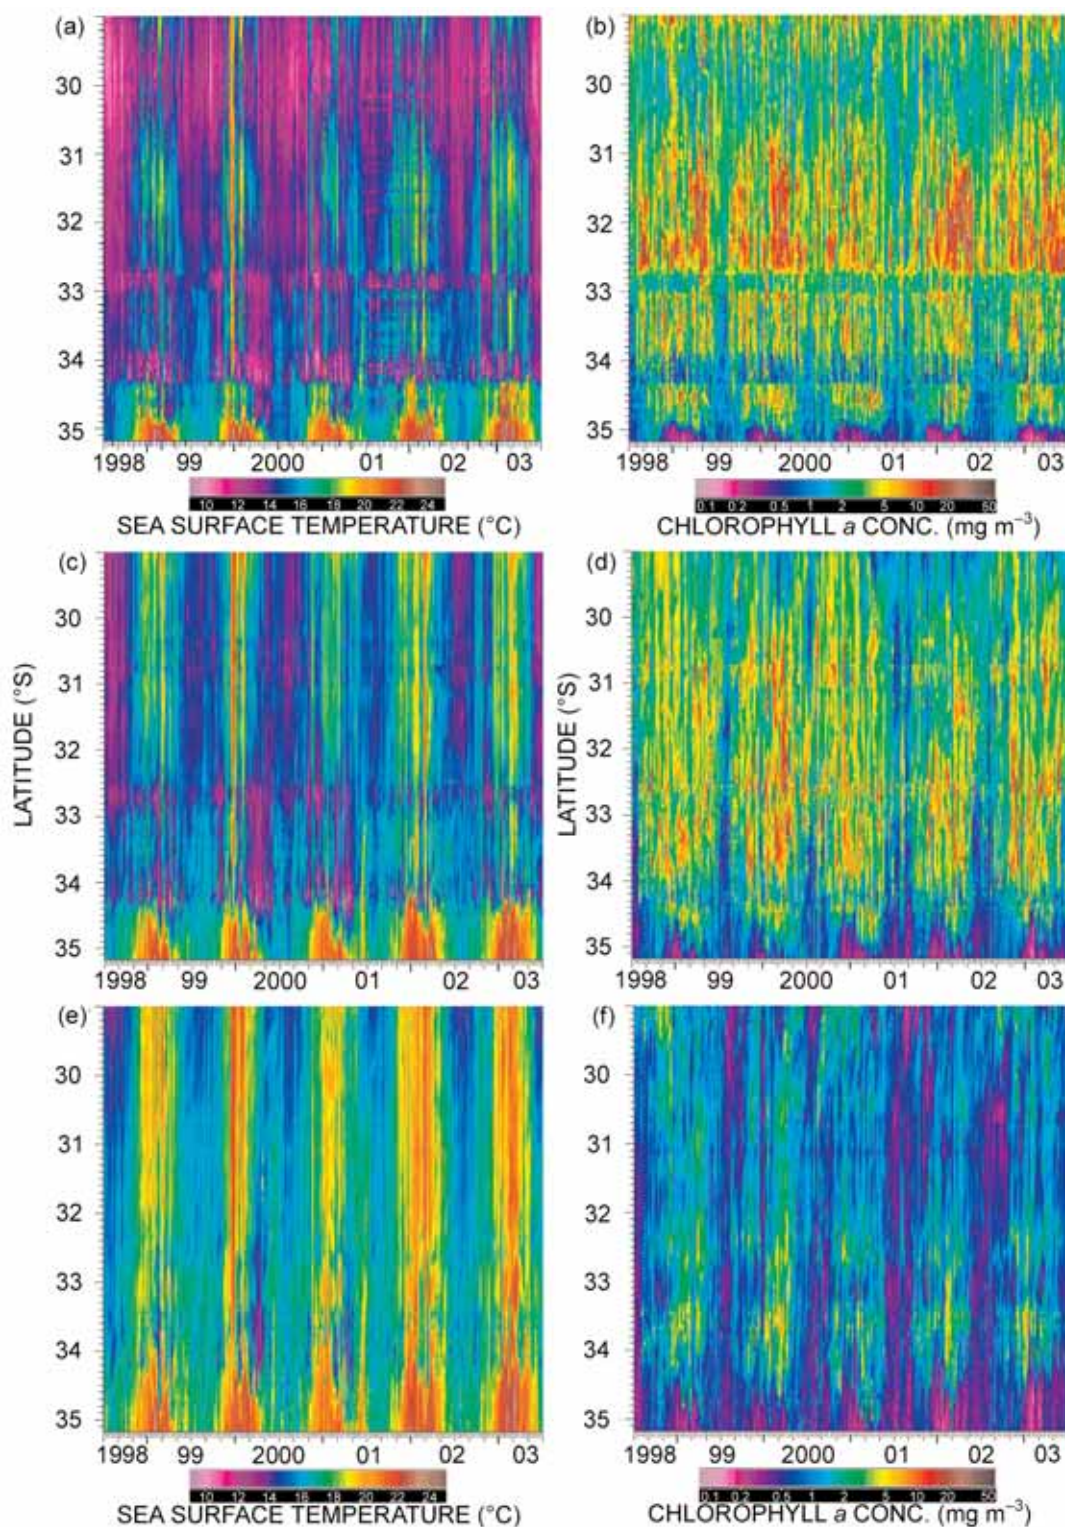 (a) (b)
30 30
31 31
32 32
33 33
34 34
35 35
1998 99 2000 01 02 03 1998 99 2000 01 02 03
10 12 14 16 18 20 22 24 0.1 0.2 0.5 1 2 5 10 20 50
SEA SURFACE TEMPERATURE (°C) CHLOROPHYLL a CONC. (mg m⁻³)
(c) (d)
30 30
31 31
LATITUDE (°S) LATITUDE (°S)
32 32
33 33
34 34
35 35
1998 99 2000 01 02 03 1998 99 2000 01 02 03
(e) (f)
30 30
31 31
32 32
33 33
34 34
35 35
1998 99 2000 01 02 03 1998 99 2000 01 02 03
10 12 14 16 18 20 22 24 0.1 0.2 0.5 1 2 5 10 20 50
SEA SURFACE TEMPERATURE (°C) CHLOROPHYLL a CONC. (mg m⁻³)